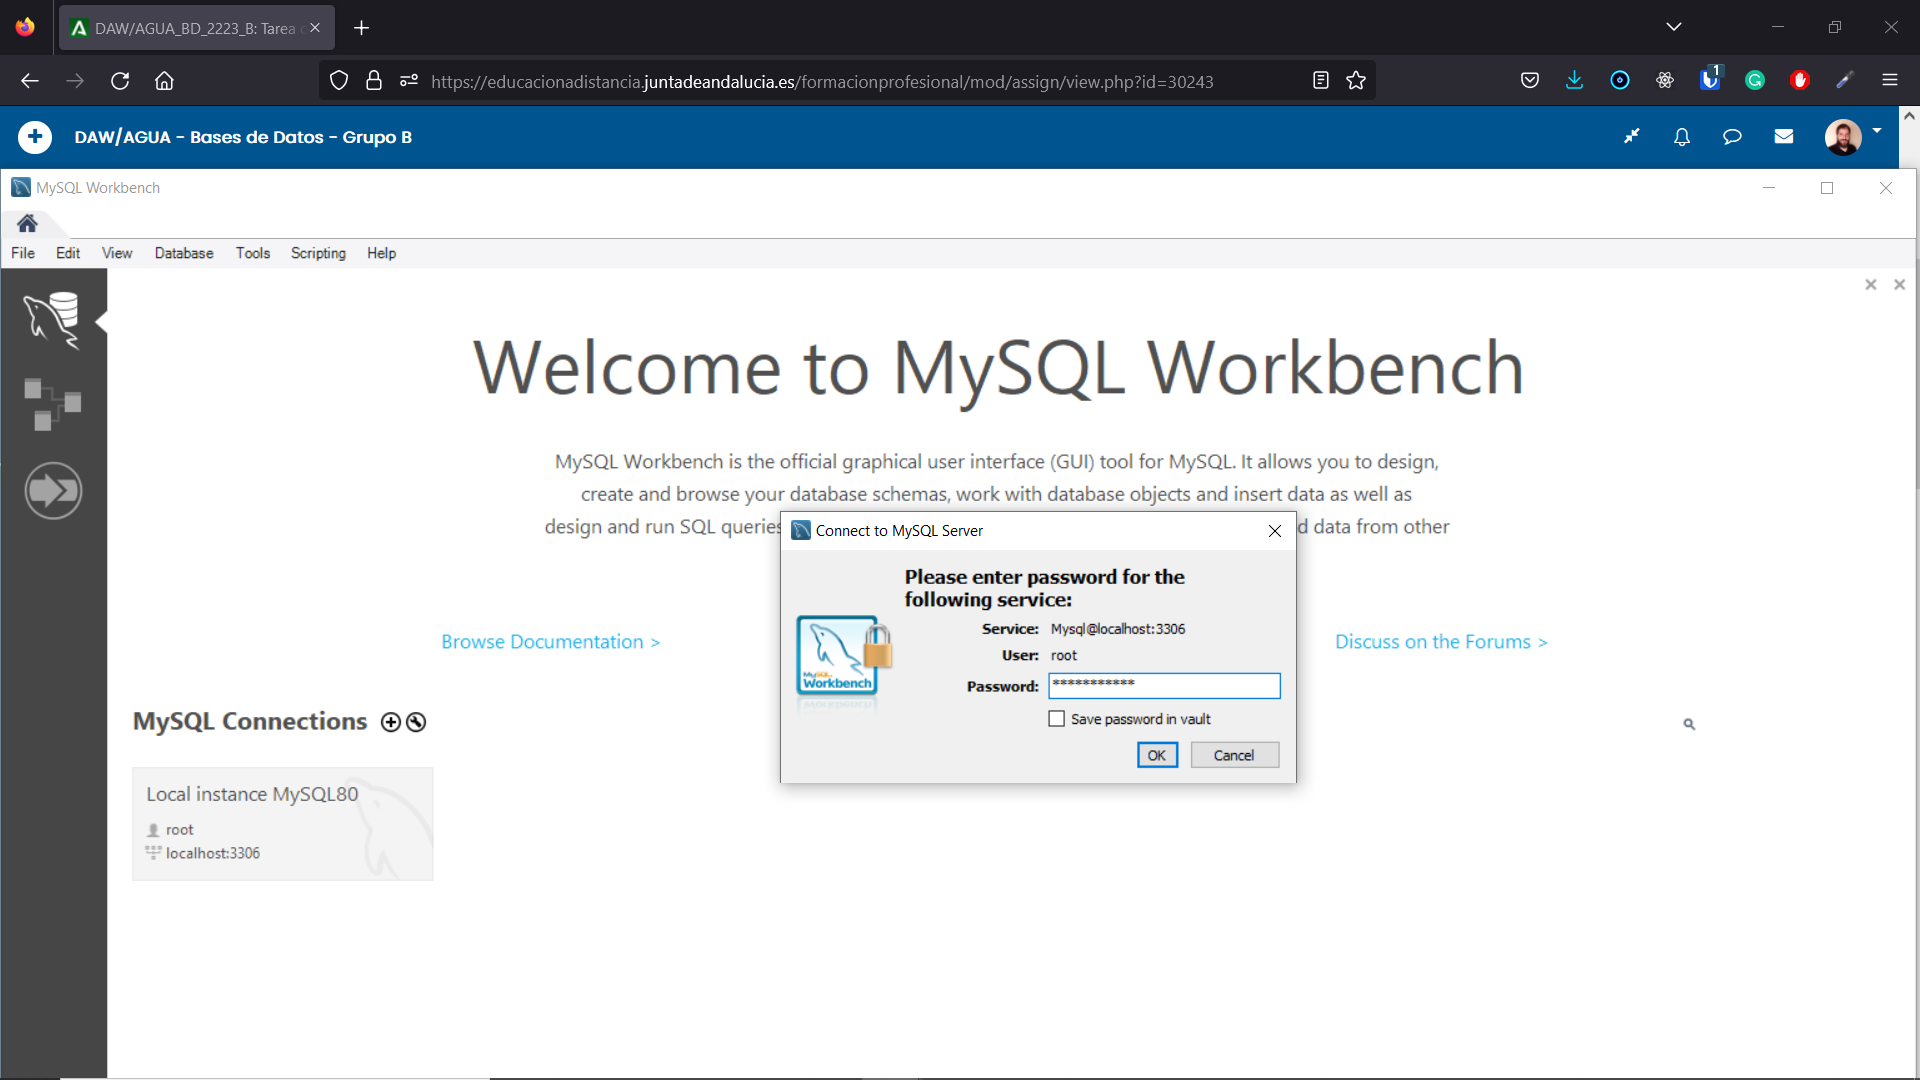 DAW/AGUA_BD_2223_B: Tarea
https://educacionadistancia.juntadeandalucia.es/formacionprofesional/mod/assign/view.php?id=30243
1
DAW/AGUA - Bases de Datos - Grupo B
MySQL Workbench
File Edit View Database Tools Scripting Help
Welcome to MySQL Workbench
MySQL Workbench is the official graphical user interface (GUI) tool for MySQL. It allows you to design,
create and browse your database schemas, work with database objects and insert data as well as
design and run SQL queries d data from other
Connect to MySQL Server
Please enter password for the
following service:
Service: Mysql@localhost:3306
User: root
Password: ***********
Save password in vault
OK Cancel
MySQL
Workbench
Browse Documentation >
Discuss on the Forums >
MySQL Connections
Local instance MySQL80
root
localhost:3306